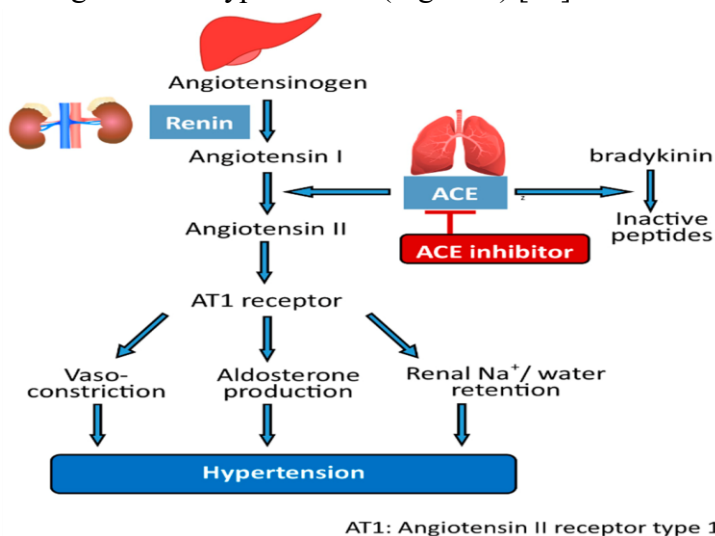 Angiotensinogen
Renin
Angiotensin I
bradykinin
ACE
z
Inactive
peptides
Angiotensin II
ACE inhibitor
AT1 receptor
Vaso-
constriction
Aldosterone
production
Renal Na⁺/ water
retention
Hypertension
AT1: Angiotensin II receptor type 1